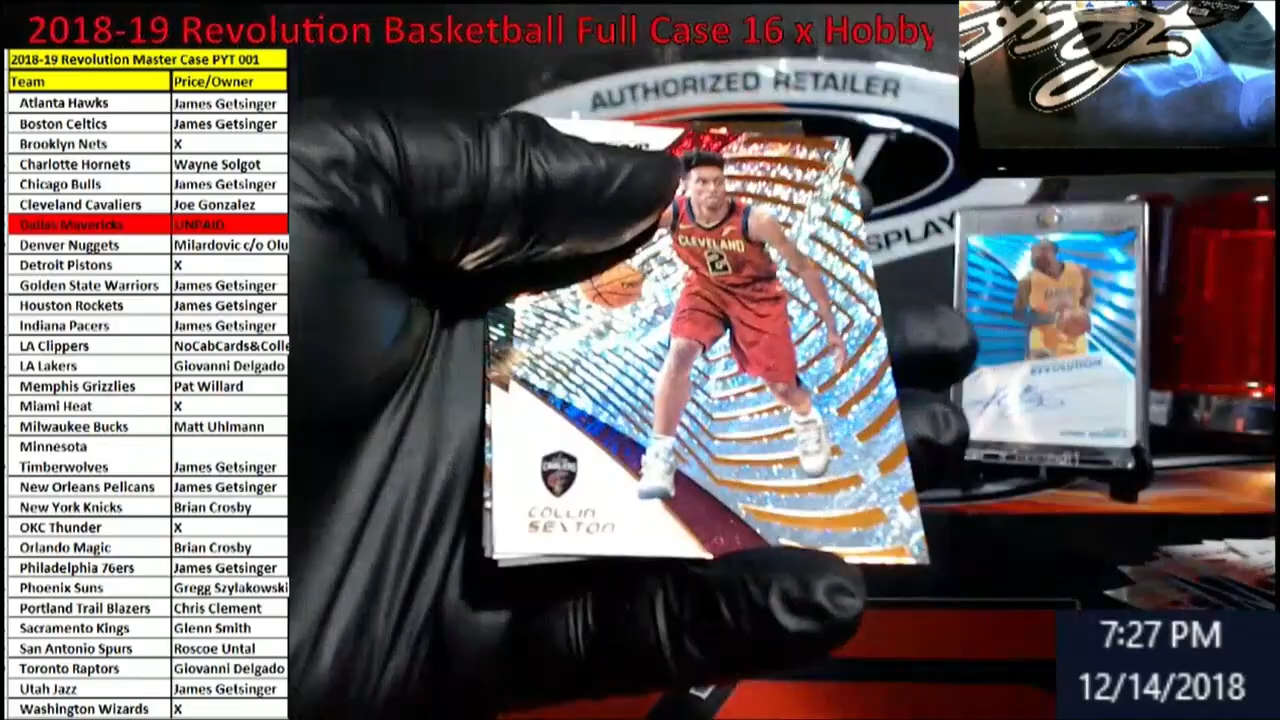 2018-19 Revolution Basketball Full Case 16 x Hobby
2018-19 Revolution Master Case PYT 001
Team Price/Owner
Atlanta Hawks James Getsinger
Boston Celtics James Getsinger
Brooklyn Nets X
Charlotte Hornets Wayne Solgot
Chicago Bulls James Getsinger
Cleveland Cavaliers Joe Gonzalez
Dallas Mavericks UNPAID
Denver Nuggets Milardovic c/o Olu
Detroit Pistons X
Golden State Warriors James Getsinger
Houston Rockets James Getsinger
Indiana Pacers James Getsinger
LA Clippers NoCabCards&Colle
LA Lakers Giovanni Delgado
Memphis Grizzlies Pat Willard
Miami Heat X
Milwaukee Bucks Matt Uhlmann
Minnesota
Timberwolves James Getsinger
New Orleans Pelicans James Getsinger
New York Knicks Brian Crosby
OKC Thunder X
Orlando Magic Brian Crosby
Philadelphia 76ers James Getsinger
Phoenix Suns Gregg Szylakowski
Portland Trail Blazers Chris Clement
Sacramento Kings Glenn Smith
San Antonio Spurs Roscoe Untal
Toronto Raptors Giovanni Delgado
Utah Jazz James Getsinger
Washington Wizards X
AUTHORIZED RETAILER
SPLAY
CLEVELAND
2
COLLIN
SEXTON
REVOLUTION
7:27 PM
12/14/2018